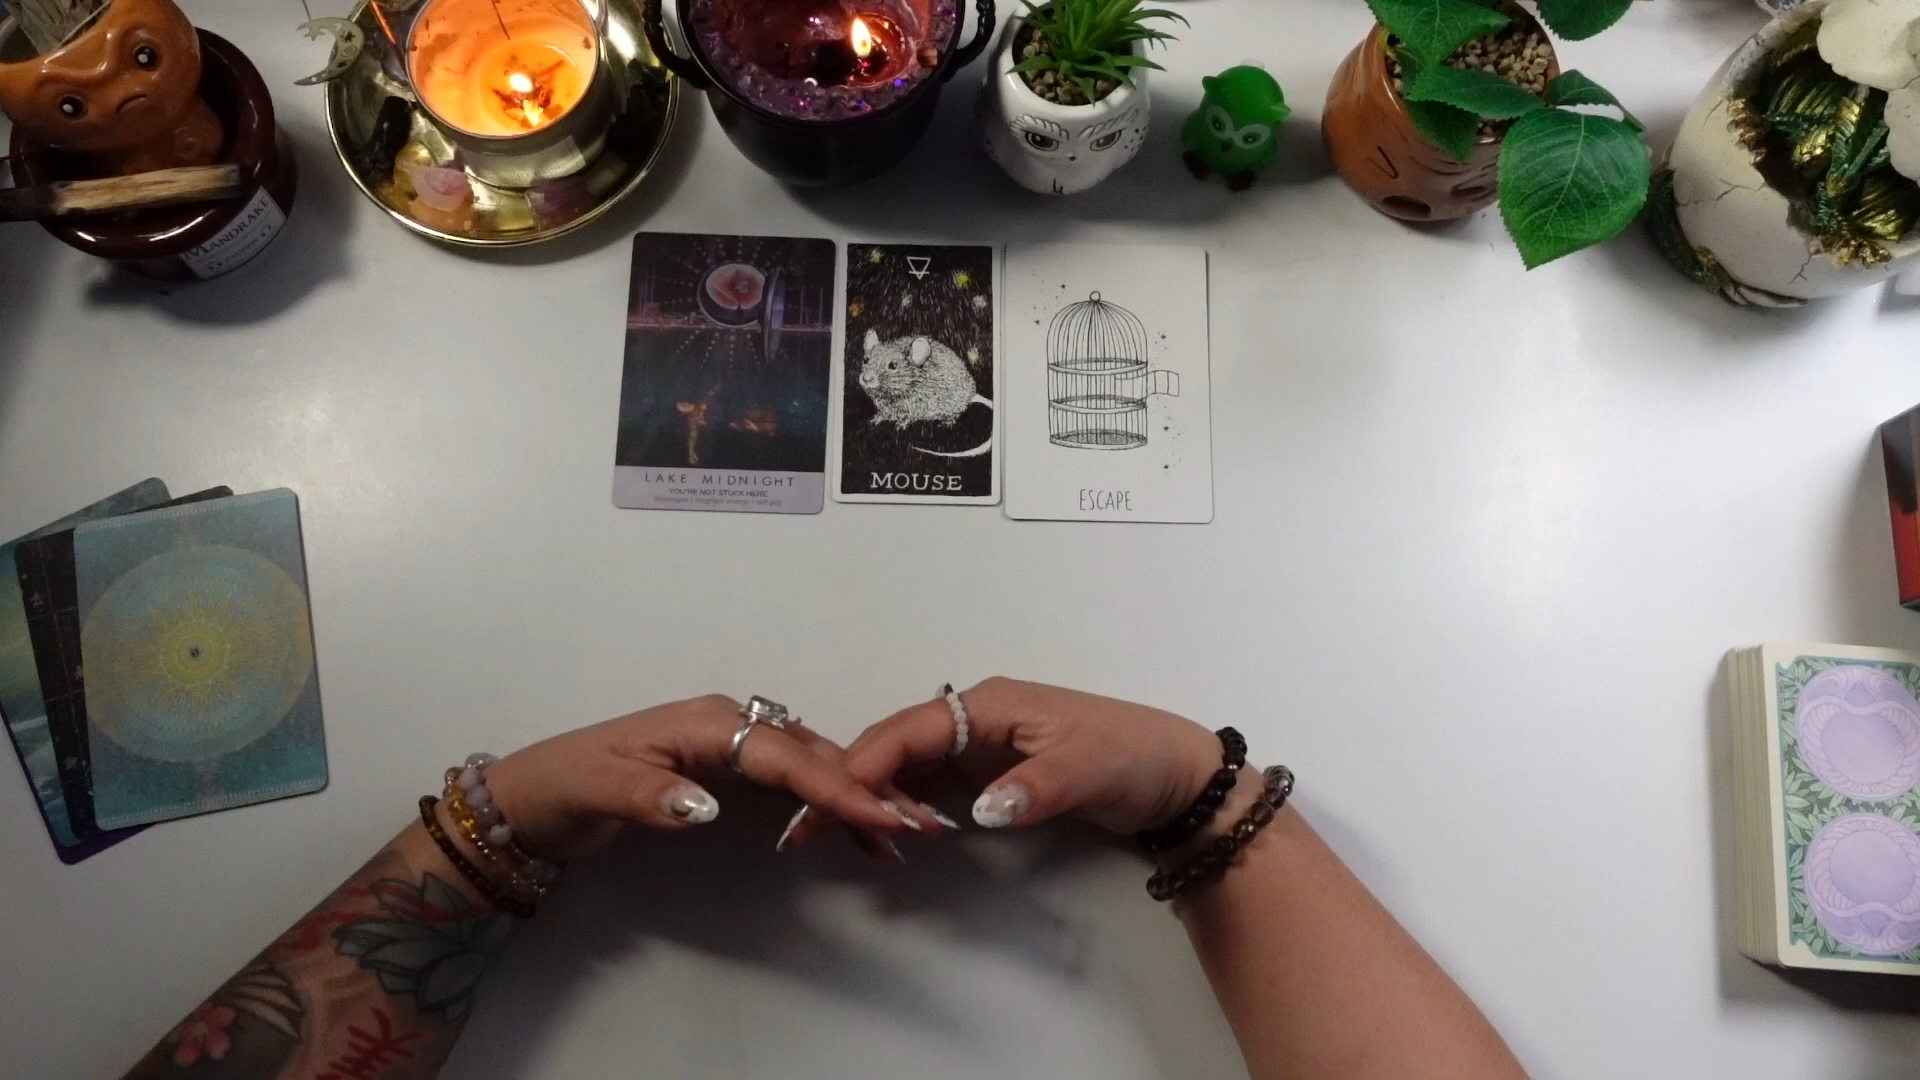 MANDRAKE
LAKE MIDNIGHT
YOU'RE NOT STUCK HERE
MOUSE
ESCAPE